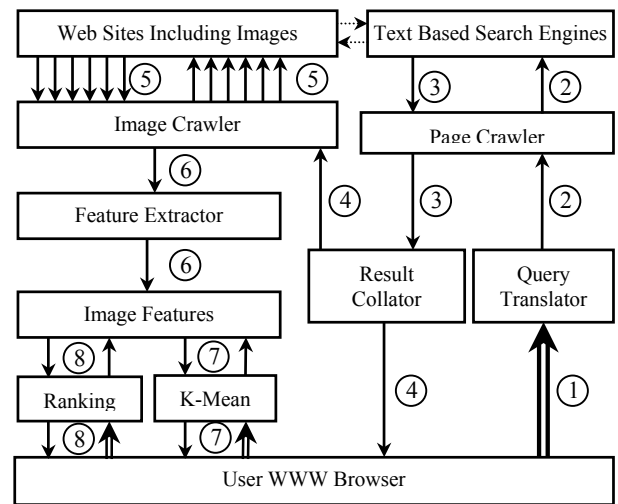 Web Sites Including Images
Text Based Search Engines
5
5
3
2
Image Crawler
Page Crawler
6
4
3
2
Feature Extractor
6
Result
Collator
Query
Translator
Image Features
8
7
Ranking
K-Mean
4
1
8
7
User WWW Browser